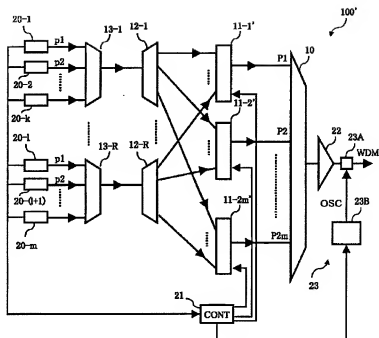 20-1 13-1 12-1 11-1' 100'
p1 10
p2 P1
20-2
20-k 11-2'
P2 22 23A
20-1 13-R 12-R WDM
p1 OSC 23B
p2 11-2m'
20-(l+1) P2m
20-m 21 23
CONT